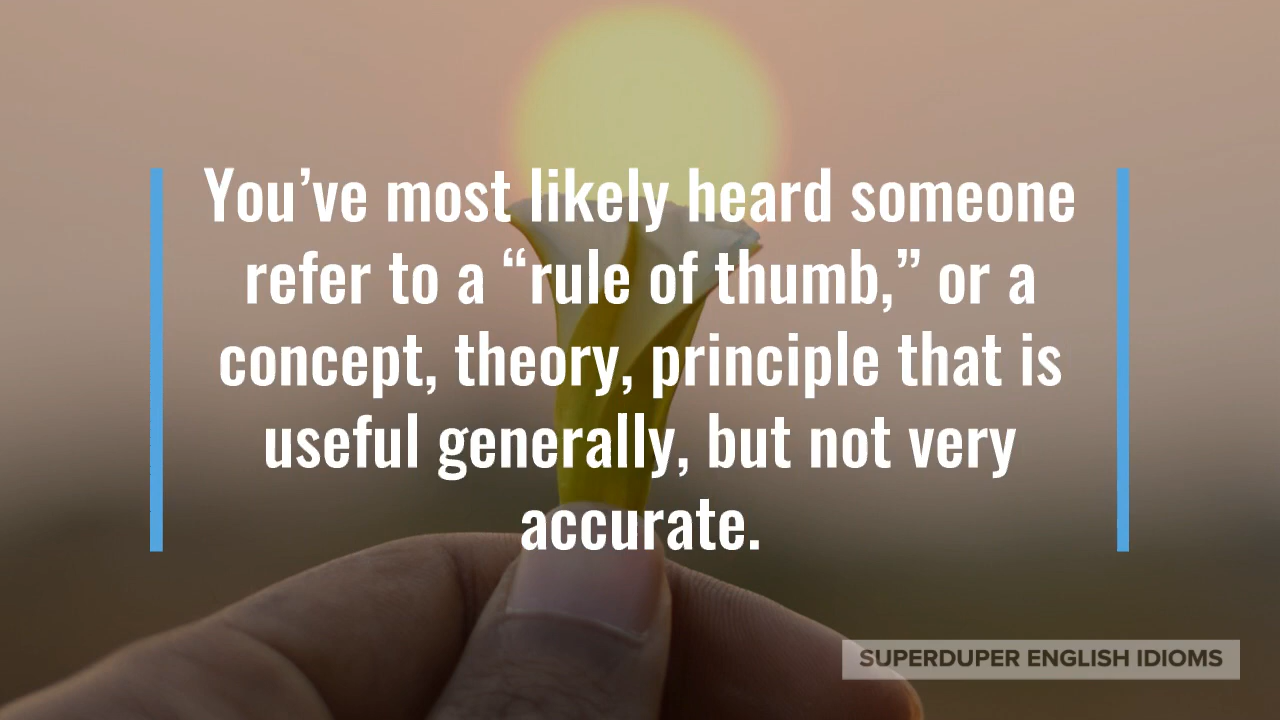 You’ve most likely heard someone
refer to a “rule of thumb,” or a
concept, theory, principle that is
useful generally, but not very
accurate.
SUPERDUPER ENGLISH IDIOMS